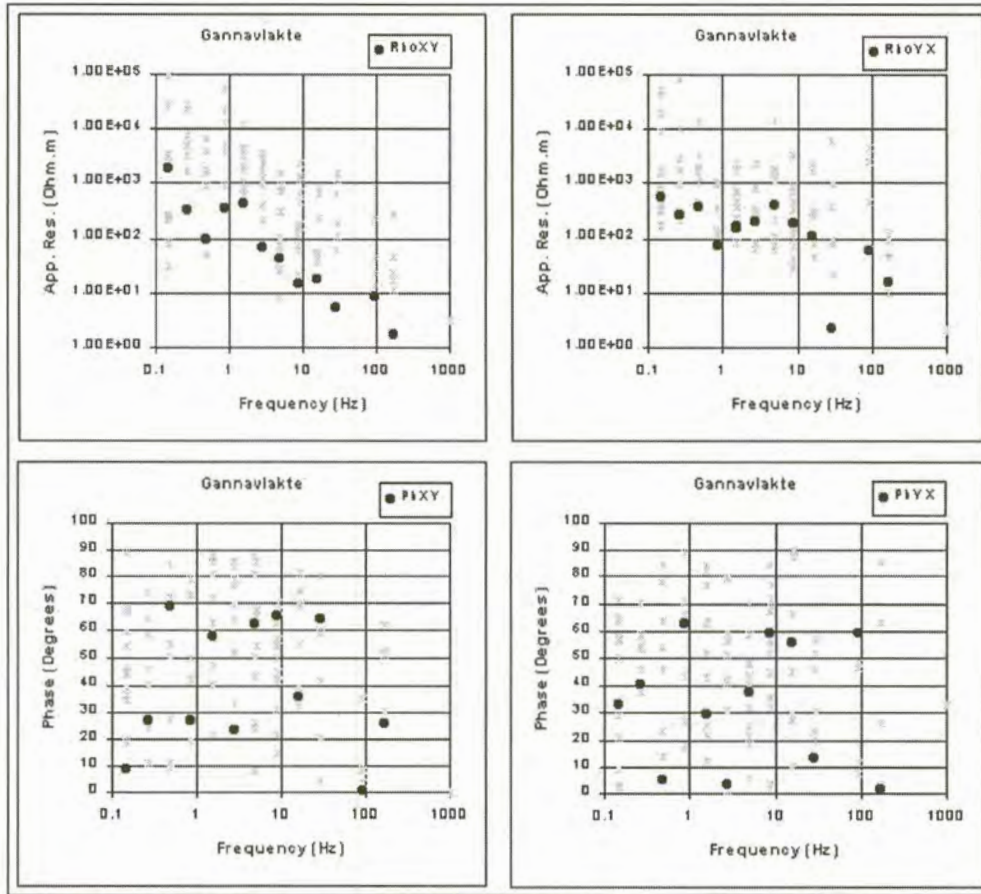 Gannavlakte
RhoXY
1.00E+05
1.00E+04
1.00E+03
1.00E+02
1.00E+01
1.00E+00
App. Res. (Ohm.m)
0.1 1 10 100 1000
Frequency (Hz)
Gannavlakte
RhoYX
1.00E+05
1.00E+04
1.00E+03
1.00E+02
1.00E+01
1.00E+00
App. Res. (Ohm.m)
0.1 1 10 100 1000
Frequency (Hz)
Gannavlakte
PhXY
100
90
80
70
60
50
40
30
20
10
0
Phase (Degrees)
0.1 1 10 100 1000
Frequency (Hz)
Gannavlakte
PhYX
100
90
80
70
60
50
40
30
20
10
0
Phase (Degrees)
0.1 1 10 100 1000
Frequency (Hz)